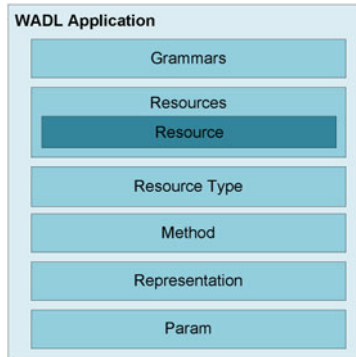 WADL Application
Grammars
Resources
Resource
Resource Type
Method
Representation
Param